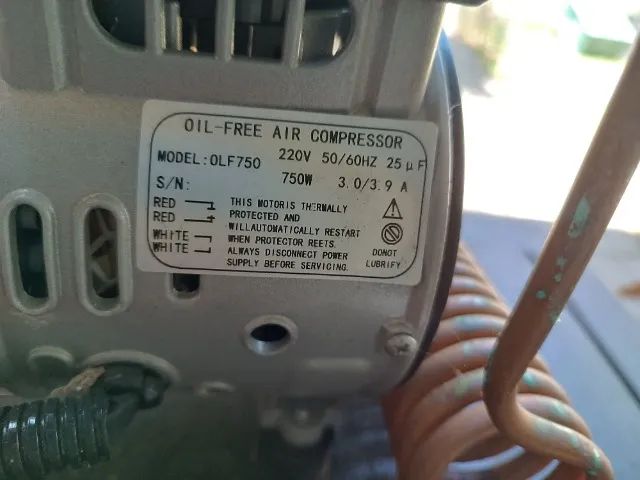 OIL-FREE AIR COMPRESSOR
MODEL:OLF750 220V 50/60HZ 25μF
S/N: 750W 3.0/3.9 A
RED THIS MOTORIS THERMALLY
RED PROTECTED AND
WILLAUTOMATICALLY RESTART
WHITE WHEN PROTECTOR REETS.
WHITE ALWAYS DISCONNECT POWER
SUPPLY BEFORE SERVICING.
DONOT
LUBRIFY